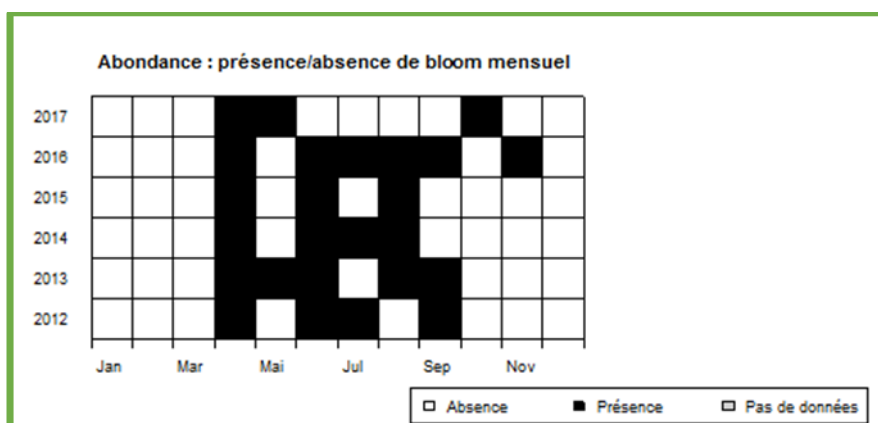 Abondance : présence/absence de bloom mensuel
2017
2016
2015
2014
2013
2012
Jan Mar Mai Jul Sep Nov
Absence Présence Pas de données